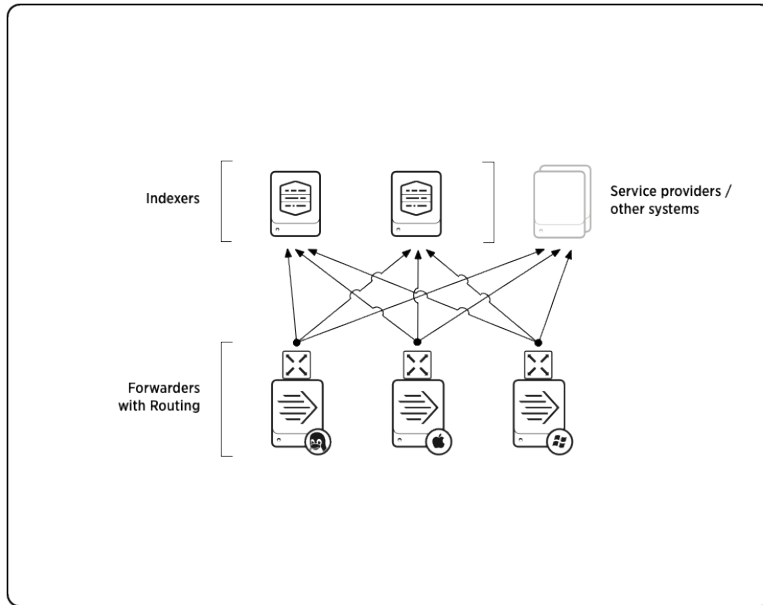 Indexers
Service providers /
other systems
Forwarders
with Routing